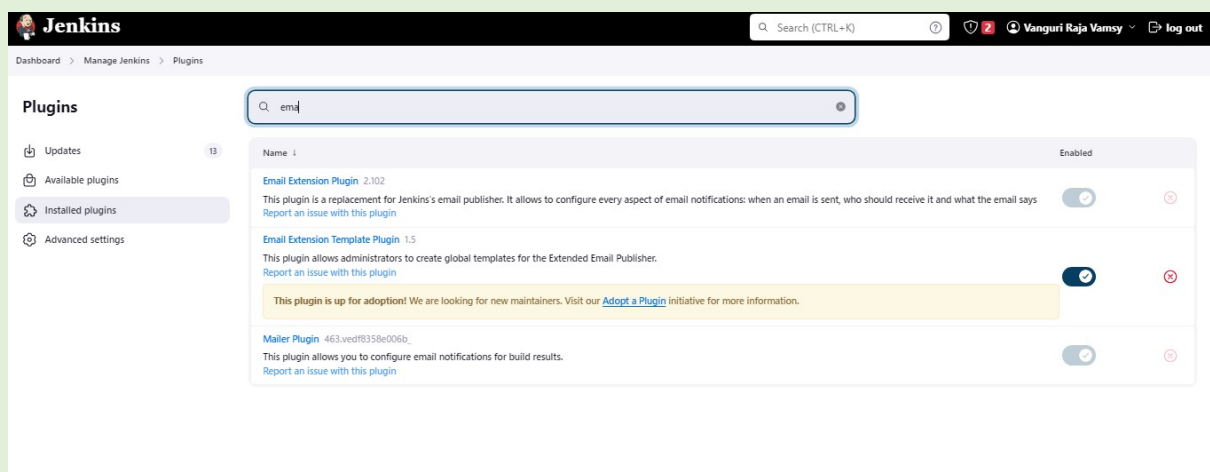 Jenkins
Search (CTRL+K)
2
Vanguri Raja Vamsy
log out
Dashboard > Manage Jenkins > Plugins
Plugins
ema
Updates 13
Available plugins
Installed plugins
Advanced settings
Name ↓ Enabled
Email Extension Plugin 2.102
This plugin is a replacement for Jenkins's email publisher. It allows to configure every aspect of email notifications: when an email is sent, who should receive it and what the email says
Report an issue with this plugin
Email Extension Template Plugin 1.5
This plugin allows administrators to create global templates for the Extended Email Publisher.
Report an issue with this plugin
This plugin is up for adoption! We are looking for new maintainers. Visit our Adopt a Plugin initiative for more information.
Mailer Plugin 463.vedf8358e006b_
This plugin allows you to configure email notifications for build results.
Report an issue with this plugin